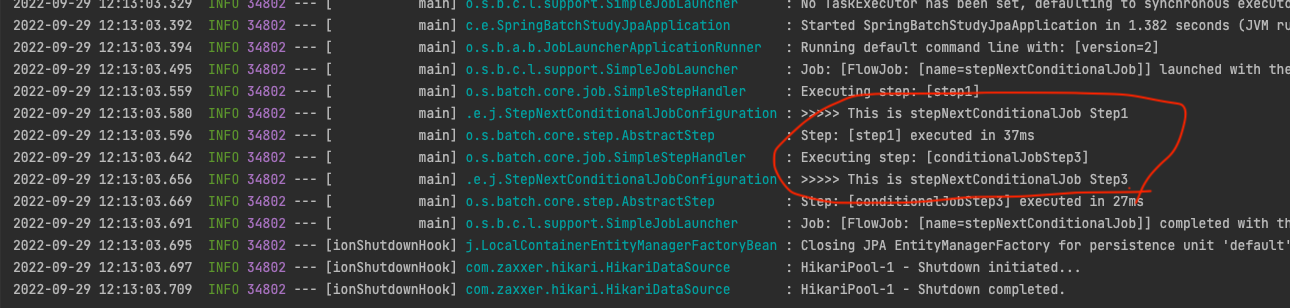 2022-09-29 12:13:03.329  INFO 34802 --- [           main] o.s.b.c.l.support.SimpleJobLauncher      : No TaskExecutor has been set, defaulting to synchronous executo
2022-09-29 12:13:03.391  INFO 34802 --- [           main] c.e.SpringBatchStudyJpaApplication       : Started SpringBatchStudyJpaApplication in 1.382 seconds (JVM ru
2022-09-29 12:13:03.394  INFO 34802 --- [           main] o.s.b.a.b.JobLauncherApplicationRunner   : Running default command line with: [version=2]
2022-09-29 12:13:03.495  INFO 34802 --- [           main] o.s.b.c.l.support.SimpleJobLauncher      : Job: [FlowJob: [name=stepNextConditionalJob]] launched with the
2022-09-29 12:13:03.559  INFO 34802 --- [           main] o.s.batch.core.job.SimpleStepHandler     : Executing step: [step1]
2022-09-29 12:13:03.580  INFO 34802 --- [           main] .e.j.StepNextConditionalJobConfiguration : >>>>> This is stepNextConditionalJob Step1
2022-09-29 12:13:03.596  INFO 34802 --- [           main] o.s.batch.core.step.AbstractStep         : Step: [step1] executed in 37ms
2022-09-29 12:13:03.642  INFO 34802 --- [           main] o.s.batch.core.job.SimpleStepHandler     : Executing step: [conditionalJobStep3]
2022-09-29 12:13:03.656  INFO 34802 --- [           main] .e.j.StepNextConditionalJobConfiguration : >>>>> This is stepNextConditionalJob Step3
2022-09-29 12:13:03.669  INFO 34802 --- [           main] o.s.batch.core.step.AbstractStep         : Step: [conditionalJobStep3] executed in 27ms
2022-09-29 12:13:03.691  INFO 34802 --- [           main] o.s.b.c.l.support.SimpleJobLauncher      : Job: [FlowJob: [name=stepNextConditionalJob]] completed with th
2022-09-29 12:13:03.695  INFO 34802 --- [ionShutdownHook] j.LocalContainerEntityManagerFactoryBean : Closing JPA EntityManagerFactory for persistence unit 'default'
2022-09-29 12:13:03.697  INFO 34802 --- [ionShutdownHook] com.zaxxer.hikari.HikariDataSource       : HikariPool-1 - Shutdown initiated...
2022-09-29 12:13:03.709  INFO 34802 --- [ionShutdownHook] com.zaxxer.hikari.HikariDataSource       : HikariPool-1 - Shutdown completed.